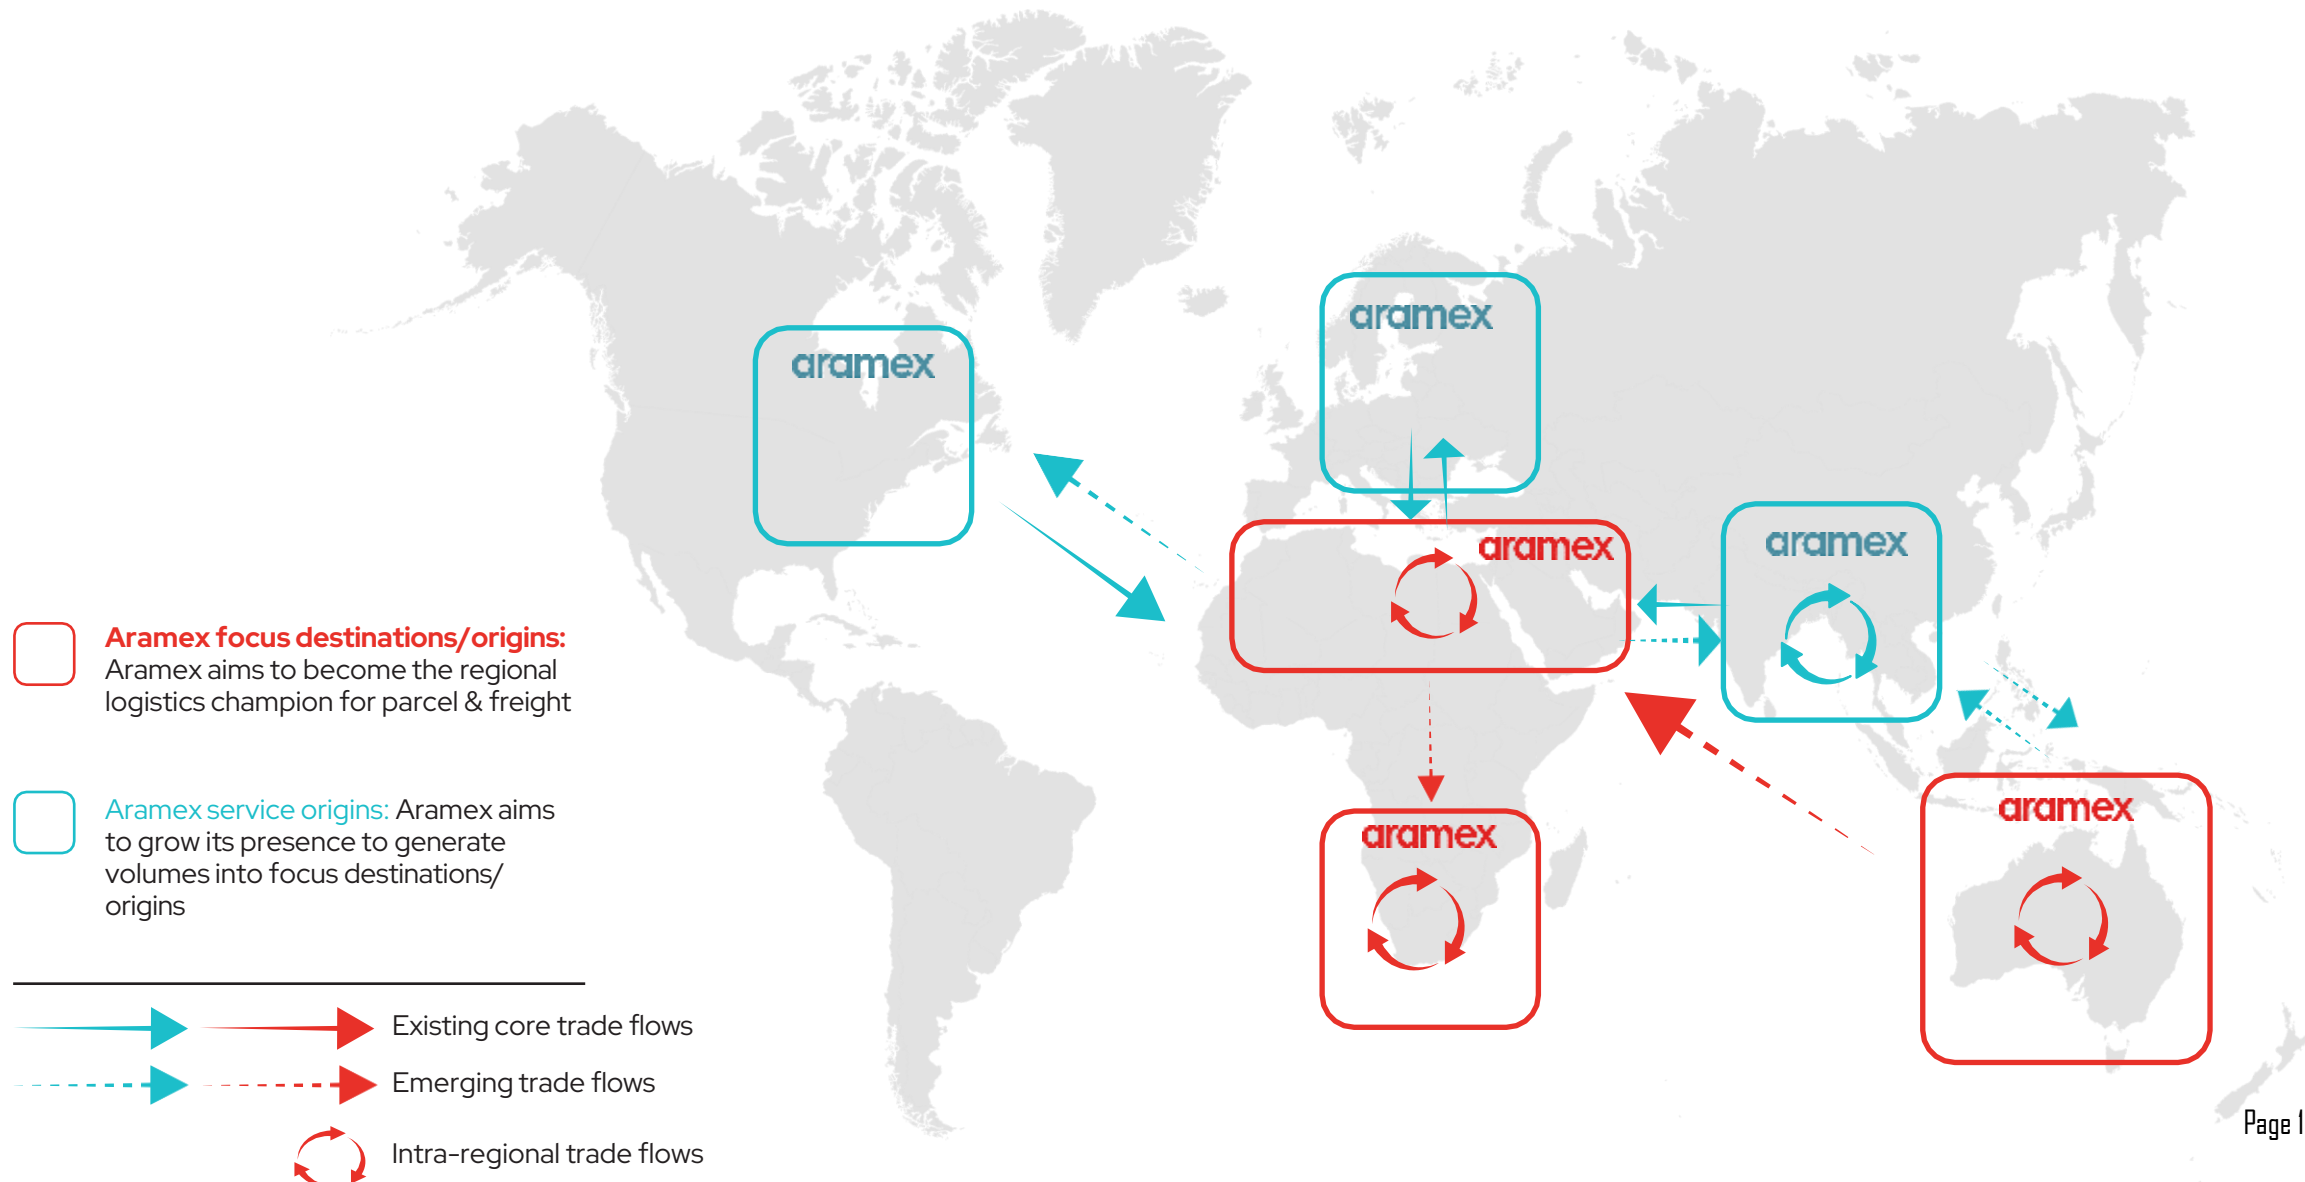 aramex
aramex
aramex
aramex
aramex
aramex
Aramex focus destinations/origins:
Aramex aims to become the regional
logistics champion for parcel & freight
Aramex service origins: Aramex aims
to grow its presence to generate
volumes into focus destinations/
origins
Existing core trade flows
Emerging trade flows
Intra-regional trade flows
Page 1